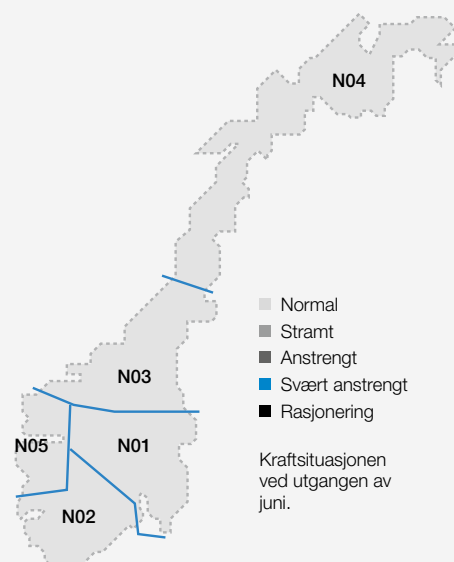 N04
Normal
Stramt
Anstrengt
Svært anstrengt
Rasjonering
N03
N05
N01
N02
Kraftsituasjonen
ved utgangen av
juni.